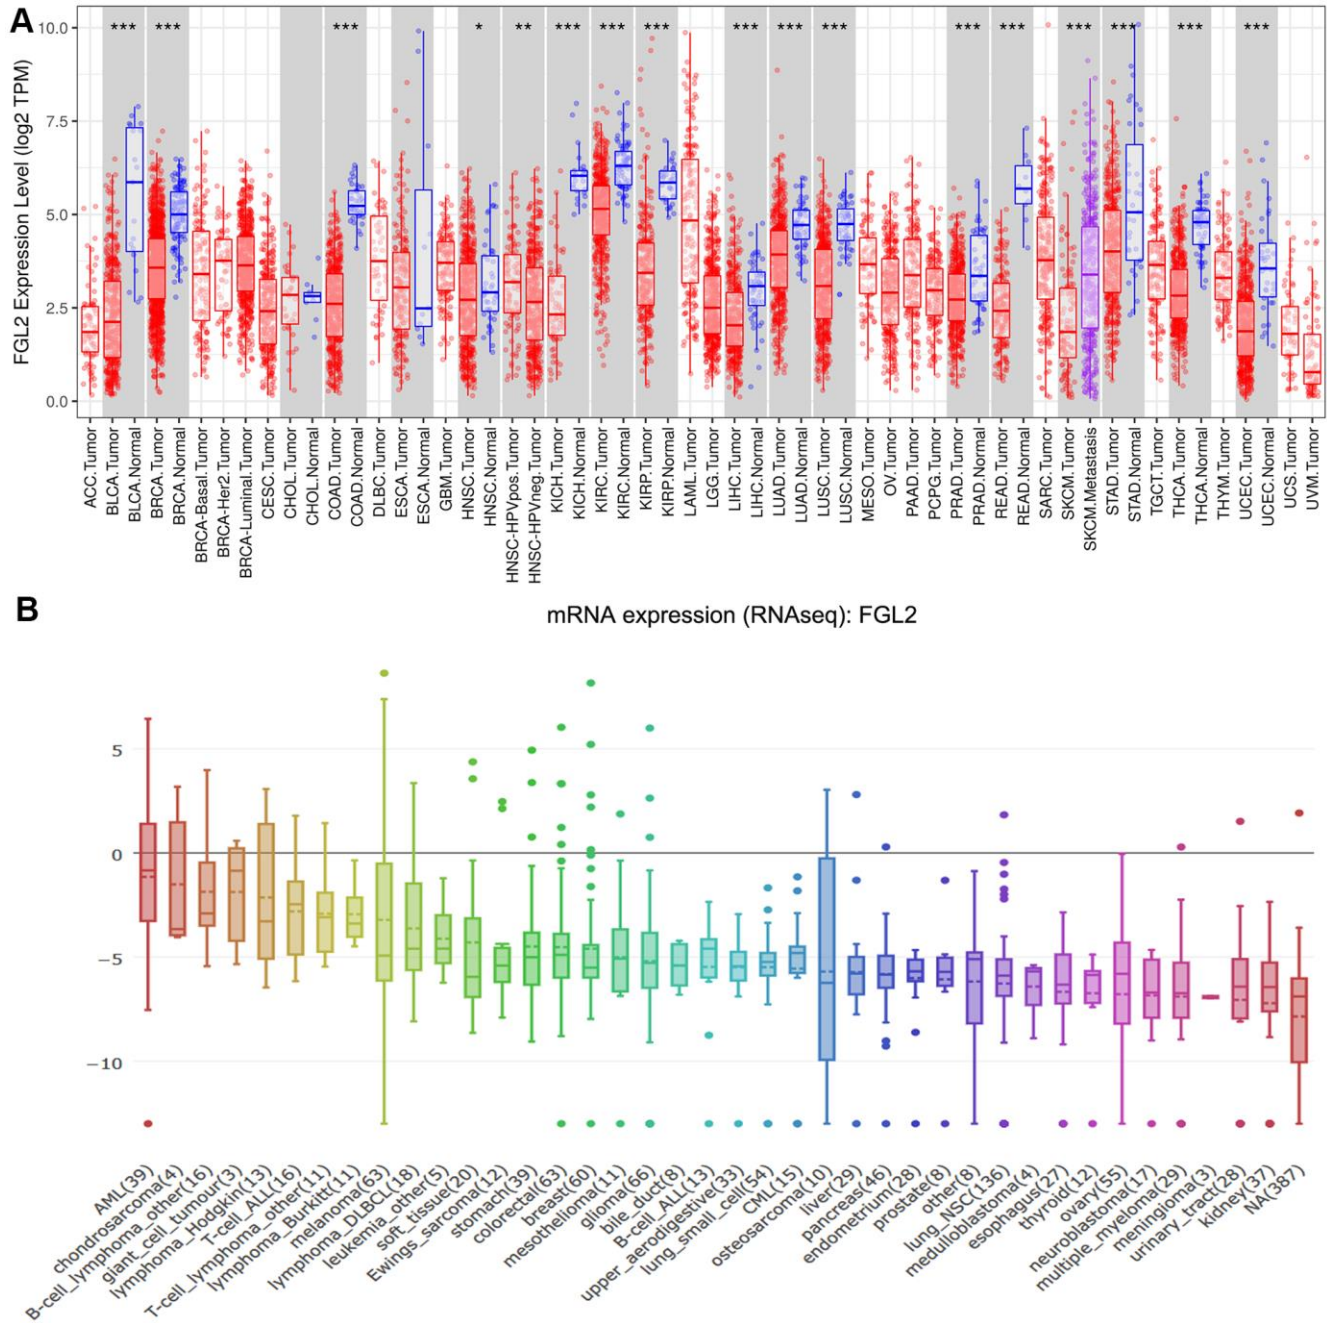 A
FGL2 Expression Level (log2 TPM)
10.0
7.5
5.0
2.5
0.0
*** *** *** * ** *** *** *** *** *** *** *** *** *** *** *** ***
ACC.Tumor
BLCA.Tumor
BLCA.Normal
BRCA.Tumor
BRCA.Normal
BRCA-Basal.Tumor
BRCA-Her2.Tumor
BRCA-Luminal.Tumor
CESC.Tumor
CHOL.Tumor
CHOL.Normal
COAD.Tumor
COAD.Normal
DLBC.Tumor
ESCA.Tumor
ESCA.Normal
GBM.Tumor
HNSC.Tumor
HNSC.Normal
HNSC-HPVpos.Tumor
HNSC-HPVneg.Tumor
KICH.Tumor
KICH.Normal
KIRC.Tumor
KIRC.Normal
KIRP.Tumor
KIRP.Normal
LAML.Tumor
LGG.Tumor
LIHC.Tumor
LIHC.Normal
LUAD.Tumor
LUAD.Normal
LUSC.Tumor
LUSC.Normal
MESO.Tumor
OV.Tumor
PAAD.Tumor
PCPG.Tumor
PRAD.Tumor
PRAD.Normal
READ.Tumor
READ.Normal
SARC.Tumor
SKCM.Tumor
SKCM.Metastasis
STAD.Tumor
STAD.Normal
TGCT.Tumor
THCA.Tumor
THCA.Normal
THYM.Tumor
UCEC.Tumor
UCEC.Normal
UCS.Tumor
UVM.Tumor
B
mRNA expression (RNAseq): FGL2
5
0
−5
−10
AML(39)
chondrosarcoma(4)
B-cell_lymphoma_other(16)
giant_cell_tumour(3)
lymphoma_Hodgkin(13)
T-cell_ALL(16)
T-cell_lymphoma_other(11)
lymphoma_Burkitt(11)
melanoma(63)
lymphoma_DLBCL(18)
leukemia_other(5)
soft_tissue(20)
Ewings_sarcoma(12)
stomach(39)
colorectal(63)
breast(60)
mesothelioma(11)
glioma(66)
bile_duct(8)
B-cell_ALL(13)
upper_aerodigestive(33)
lung_small_cell(54)
CML(15)
osteosarcoma(10)
liver(29)
pancreas(46)
endometrium(28)
prostate(8)
other(8)
lung_NSC(136)
medulloblastoma(4)
esophagus(27)
thyroid(12)
ovary(55)
neuroblastoma(17)
multiple_myeloma(29)
meningioma(3)
urinary_tract(28)
kidney(37)
NA(387)